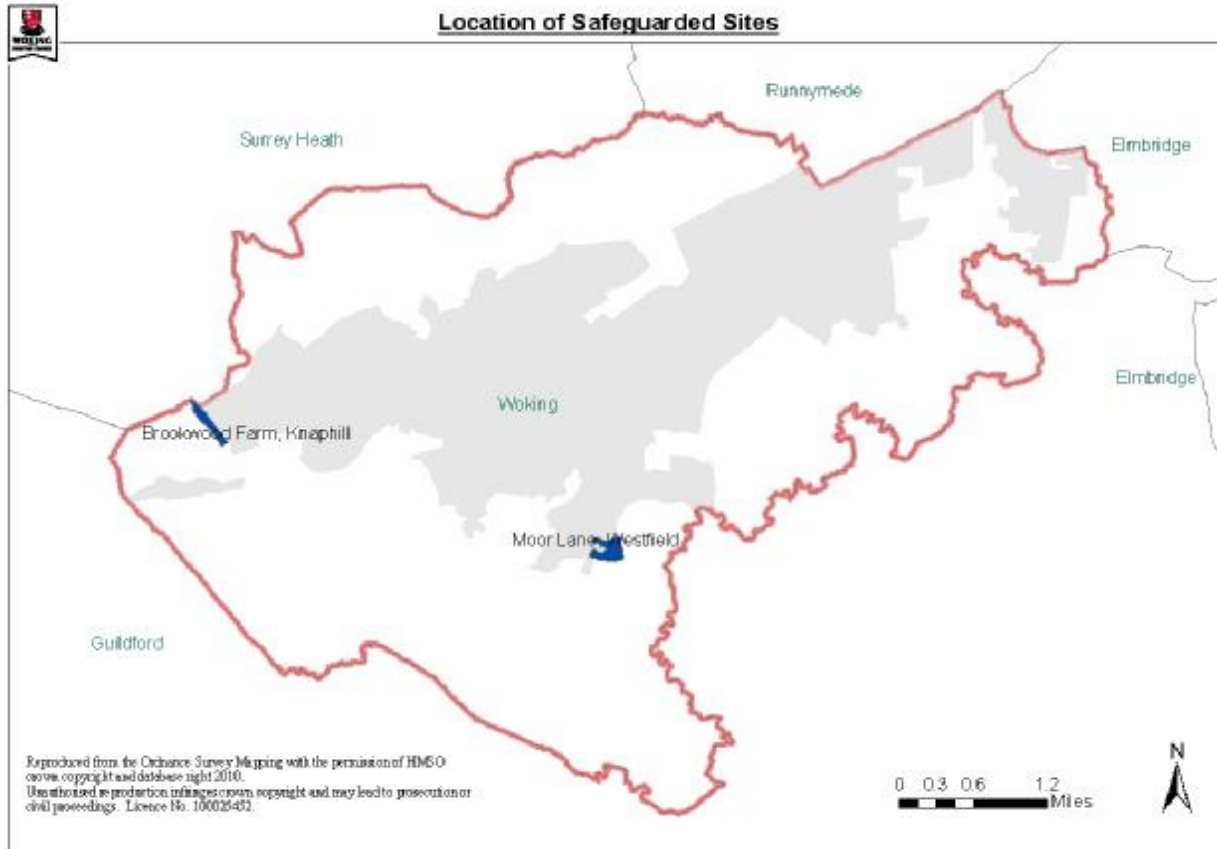 Location of Safeguarded Sites
WOKING
Runnymede
Surrey Heath
Elmbridge
Elmbridge
Woking
Brookwood Farm, Knaphill
Moor Lane, Westfield
Guildford
Reproduced from the Ordnance Survey Mapping with the permission of HMSO
crown copyright and database right 2010.
Unauthorised reproduction infringes crown copyright and may lead to prosecution or
civil proceedings. Licence No. 100025452.
N
0 0.3 0.6 1.2
Miles